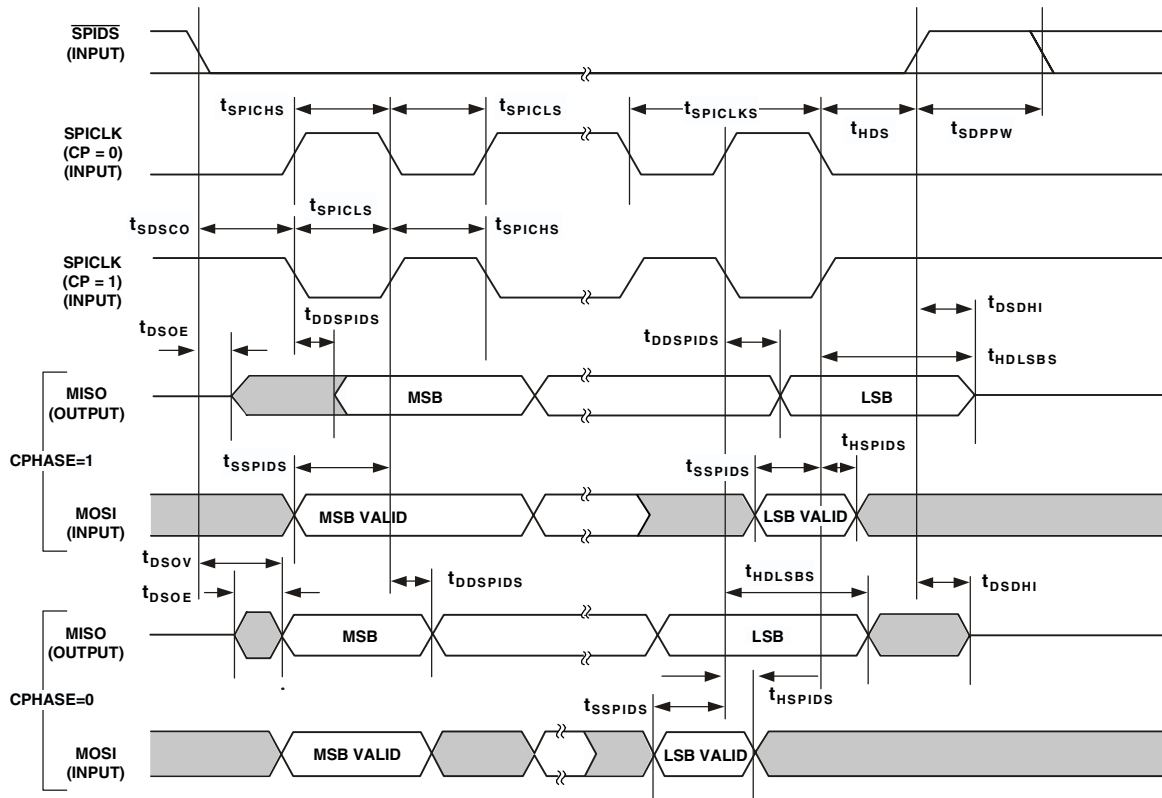 SPIDS
(INPUT)
tSPICHS
tSPICLS
tSPICLKS
tHDS
tSDPPW
SPICLK
(CP = 0)
(INPUT)
tSDSCO
tSPICLS
tSPICHS
SPICLK
(CP = 1)
(INPUT)
tDSOE
tDDSPIDS
tDDSPIDS
tDSDHI
tHDLSBS
MISO
(OUTPUT)
MSB
LSB
CPHASE=1
tSSPIDS
tSSPIDS
tHSPIDS
MOSI
(INPUT)
MSB VALID
LSB VALID
tDSOV
tDSOE
tDDSPIDS
tHDLSBS
tDSDHI
MISO
(OUTPUT)
MSB
LSB
CPHASE=0
tSSPIDS
tHSPIDS
MOSI
(INPUT)
MSB VALID
LSB VALID